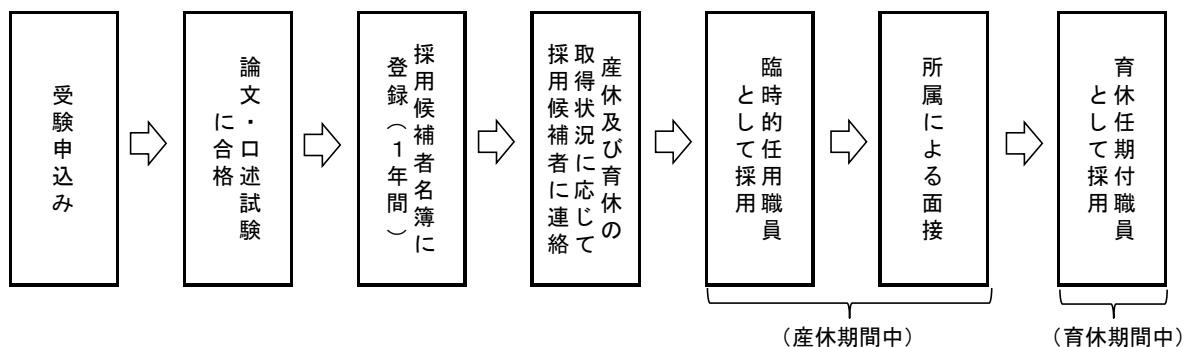 受験申込み
論文・口述試験
に合格
採用候補者名簿に
登録(1年間)
産休及び育休の
取得状況に応じて
採用候補者に連絡
臨時的任用職員
として採用
所属による面接
育休任期付職員
として採用
(産休期間中)
(育休期間中)